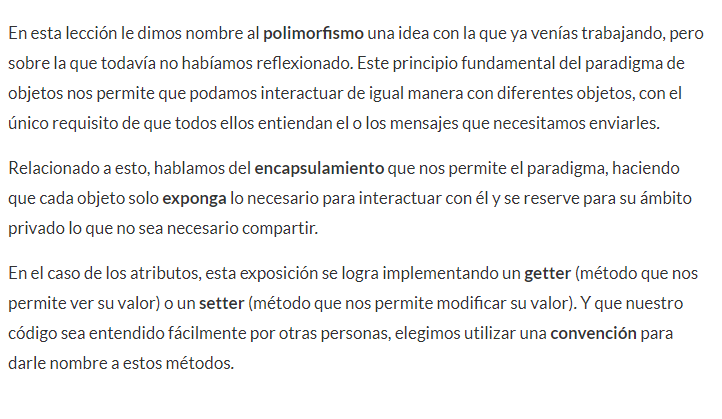 En esta lección le dimos nombre al polimorfismo una idea con la que ya venías trabajando, pero
sobre la que todavía no habíamos reflexionado. Este principio fundamental del paradigma de
objetos nos permite que podamos interactuar de igual manera con diferentes objetos, con el
único requisito de que todos ellos entiendan el o los mensajes que necesitamos enviarles.
Relacionado a esto, hablamos del encapsulamiento que nos permite el paradigma, haciendo
que cada objeto solo exponga lo necesario para interactuar con él y se reserve para su ámbito
privado lo que no sea necesario compartir.
En el caso de los atributos, esta exposición se logra implementando un getter (método que nos
permite ver su valor) o un setter (método que nos permite modificar su valor). Y que nuestro
código sea entendido fácilmente por otras personas, elegimos utilizar una convención para
darle nombre a estos métodos.